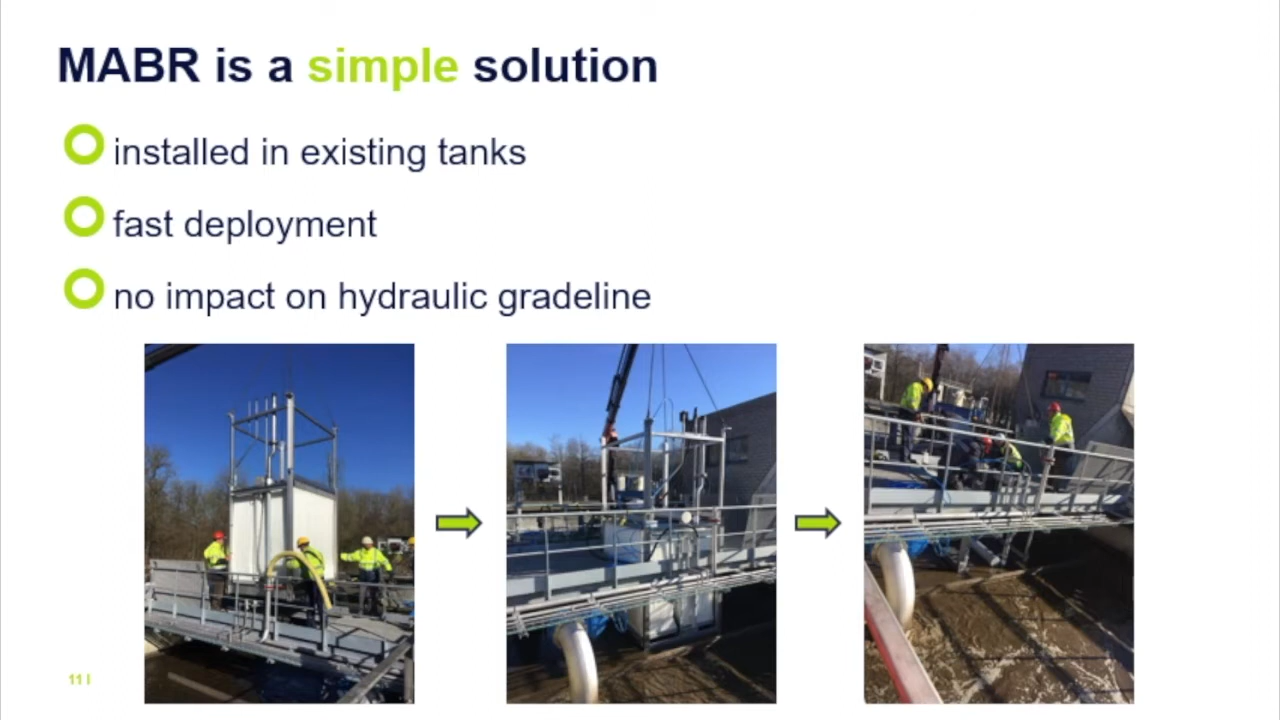 MABR is a simple solution
installed in existing tanks
fast deployment
no impact on hydraulic gradeline
11 I